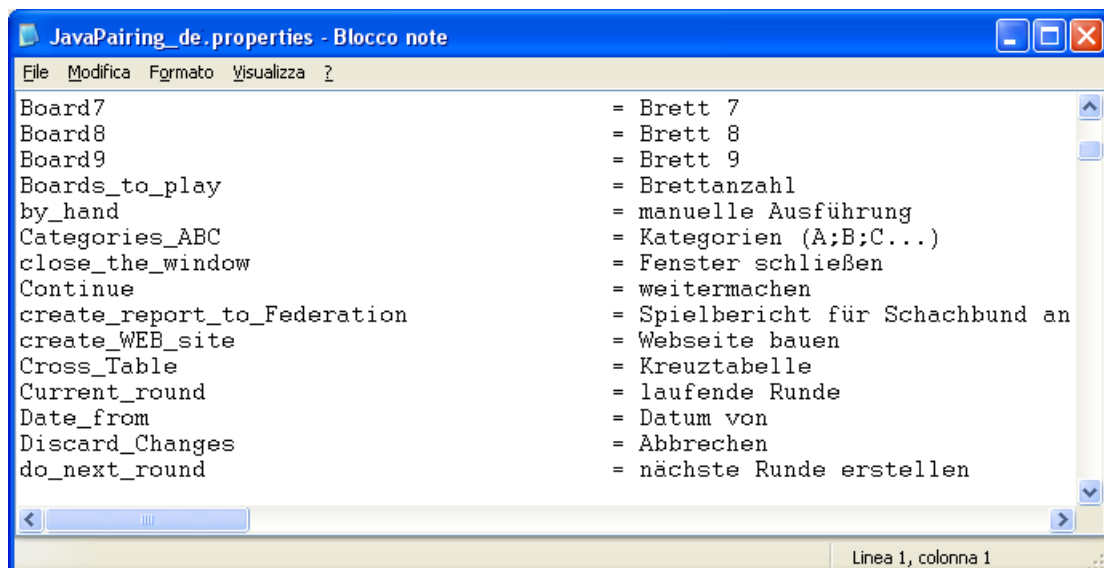 JavaPairing_de.properties - Blocco note
File Modifica Formato Visualizza ?
Board7 = Brett 7
Board8 = Brett 8
Board9 = Brett 9
Boards_to_play = Brettanzahl
by_hand = manuelle Ausführung
Categories_ABC = Kategorien (A;B;C...)
close_the_window = Fenster schließen
Continue = weitermachen
create_report_to_Federation = Spielbericht für Schachbund an
create_WEB_site = Webseite bauen
Cross_Table = Kreuztabelle
Current_round = laufende Runde
Date_from = Datum von
Discard_Changes = Abbrechen
do_next_round = nächste Runde erstellen
Linea 1, colonna 1